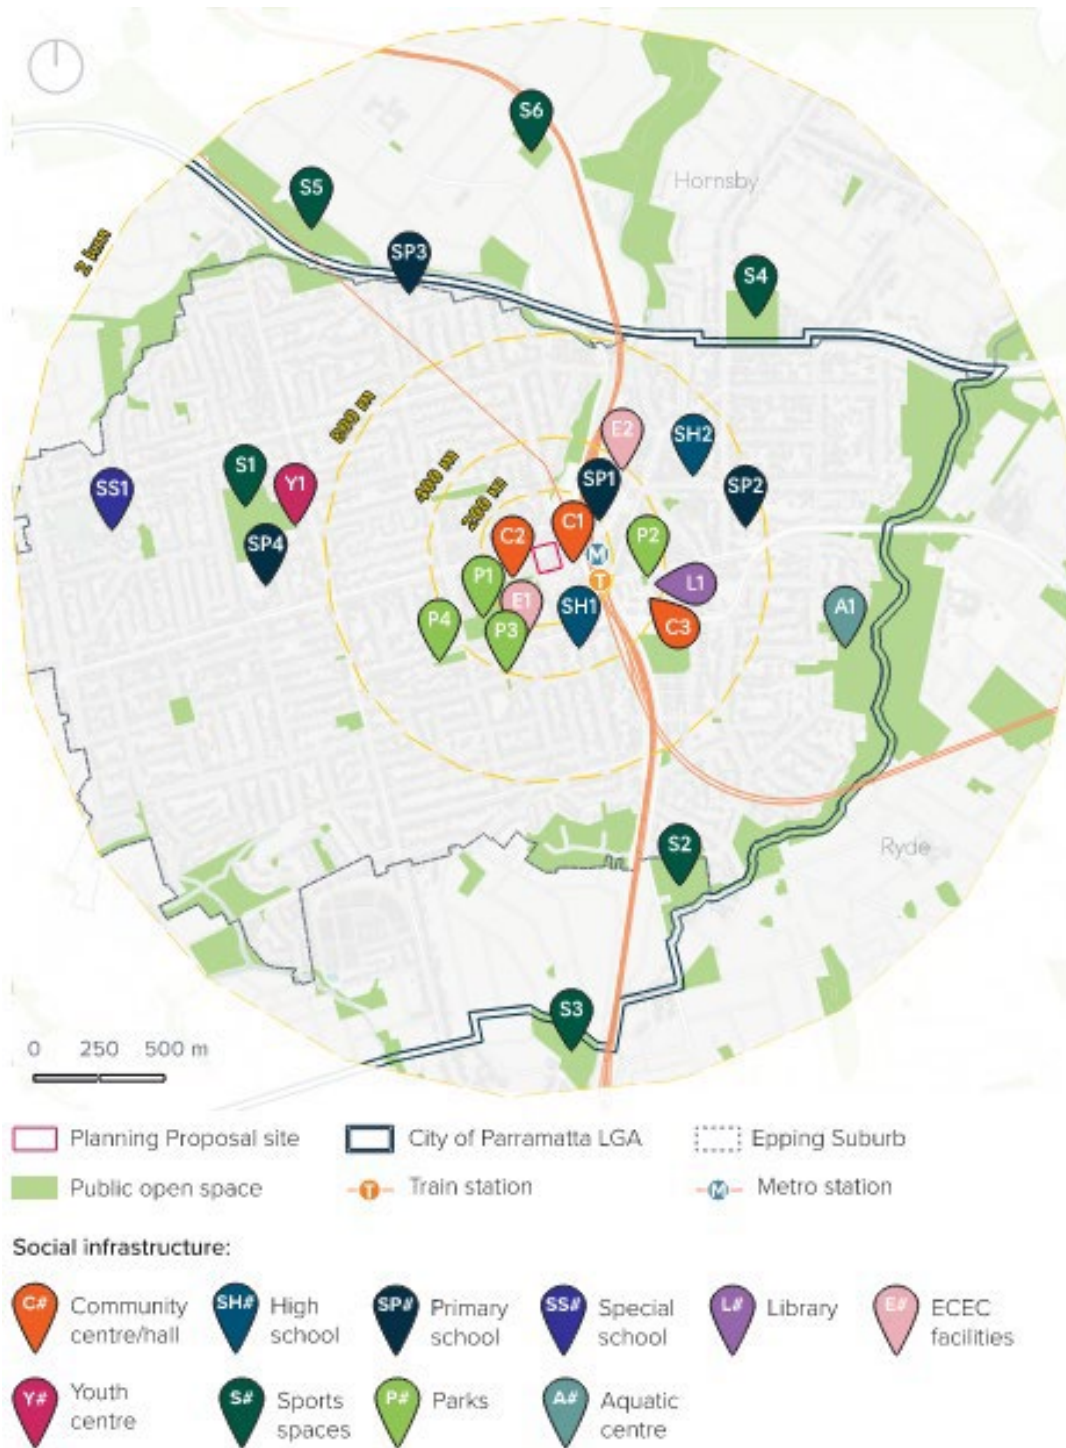 S6
Hornsby
S5
2 km
SP3
S4
800 m
E2
SH2
400 m
S1
SS1
Y1
SP1
SP2
200 m
C1
C2
P2
SP4
M
P1
T
L1
E1
SH1
A1
P4
P3
C3
S2
Ryde
S3
0 250 500 m
Planning Proposal site
City of Parramatta LGA
Epping Suburb
Public open space
T Train station
M Metro station
Social infrastructure:
C# Community centre/hall
SH# High school
SP# Primary school
SS# Special school
L# Library
E# ECEC facilities
Y# Youth centre
S# Sports spaces
P# Parks
A# Aquatic centre